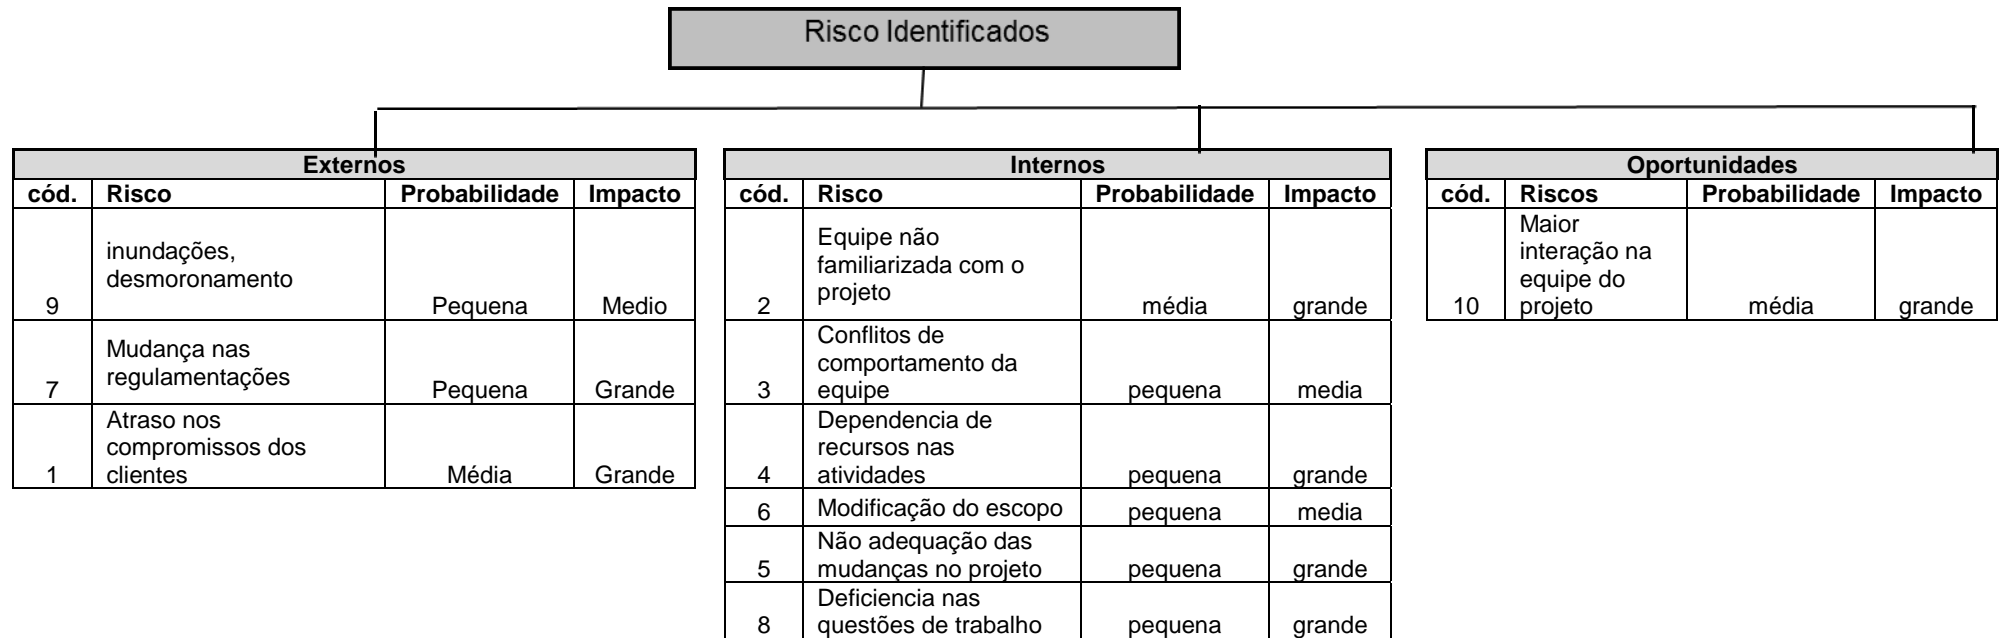 Risco Identificados
Externos
cód. Risco Probabilidade Impacto
inundações,
desmoronamento
9 Pequena Medio
Mudança nas
regulamentações
7 Pequena Grande
Atraso nos
compromissos dos
clientes
1 Média Grande
Internos
cód. Risco Probabilidade Impacto
Equipe não
familiarizada com o
projeto
2 média grande
Conflitos de
comportamento da
equipe
3 pequena media
Dependencia de
recursos nas
atividades
4 pequena grande
6 Modificação do escopo pequena media
Não adequação das
mudanças no projeto
5 pequena grande
Deficiencia nas
questões de trabalho
8 pequena grande
Oportunidades
cód. Riscos Probabilidade Impacto
Maior
interação na
equipe do
projeto
10 média grande